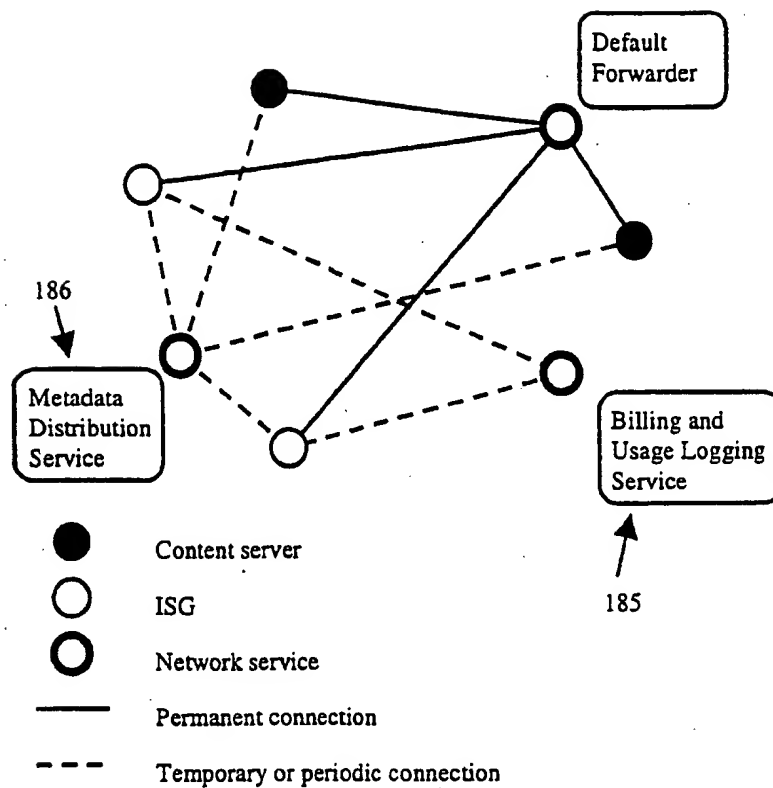 Default
Forwarder
186
Metadata
Distribution
Service
Billing and
Usage Logging
Service
185
Content server
ISG
Network service
Permanent connection
Temporary or periodic connection